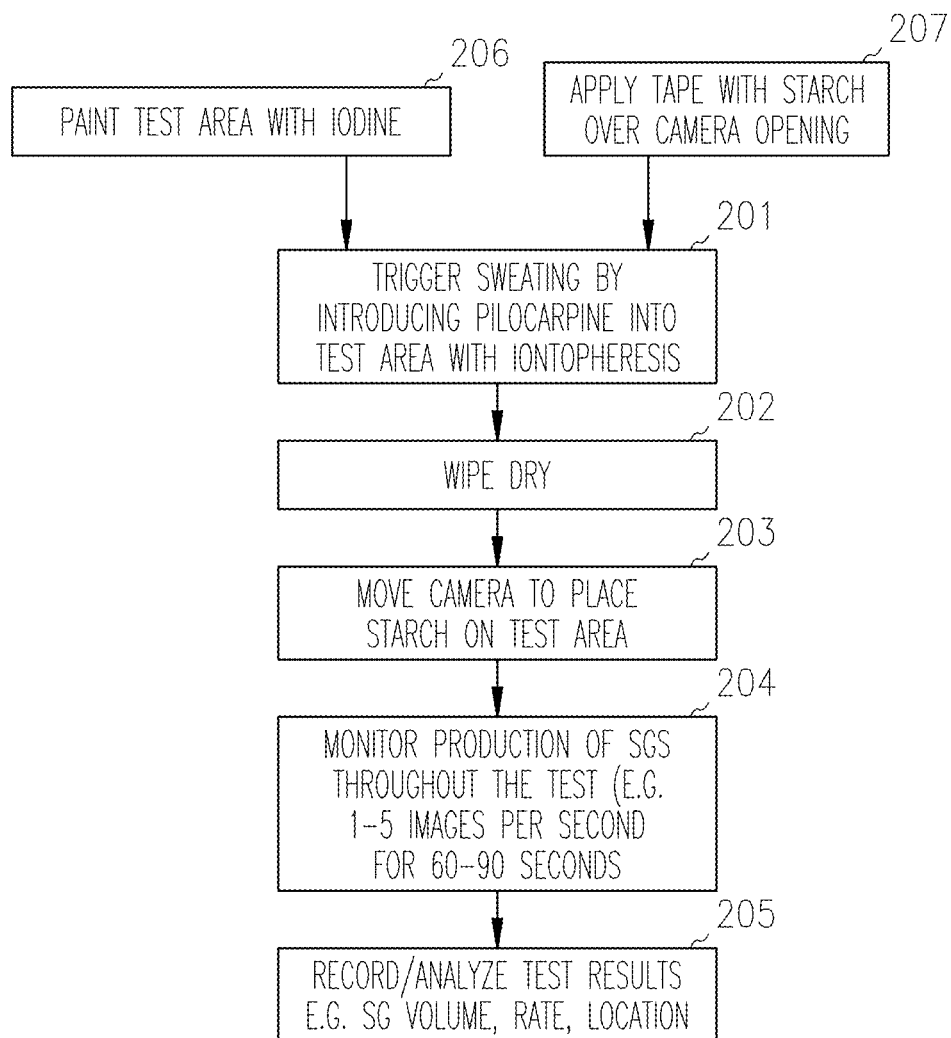 206
PAINT TEST AREA WITH IODINE
207
APPLY TAPE WITH STARCH
OVER CAMERA OPENING
201
TRIGGER SWEATING BY
INTRODUCING PILOCARPINE INTO
TEST AREA WITH IONTOPHERESIS
202
WIPE DRY
203
MOVE CAMERA TO PLACE
STARCH ON TEST AREA
204
MONITOR PRODUCTION OF SGS
THROUGHOUT THE TEST (E.G.
1-5 IMAGES PER SECOND
FOR 60-90 SECONDS
205
RECORD/ANALYZE TEST RESULTS
E.G. SG VOLUME, RATE, LOCATION